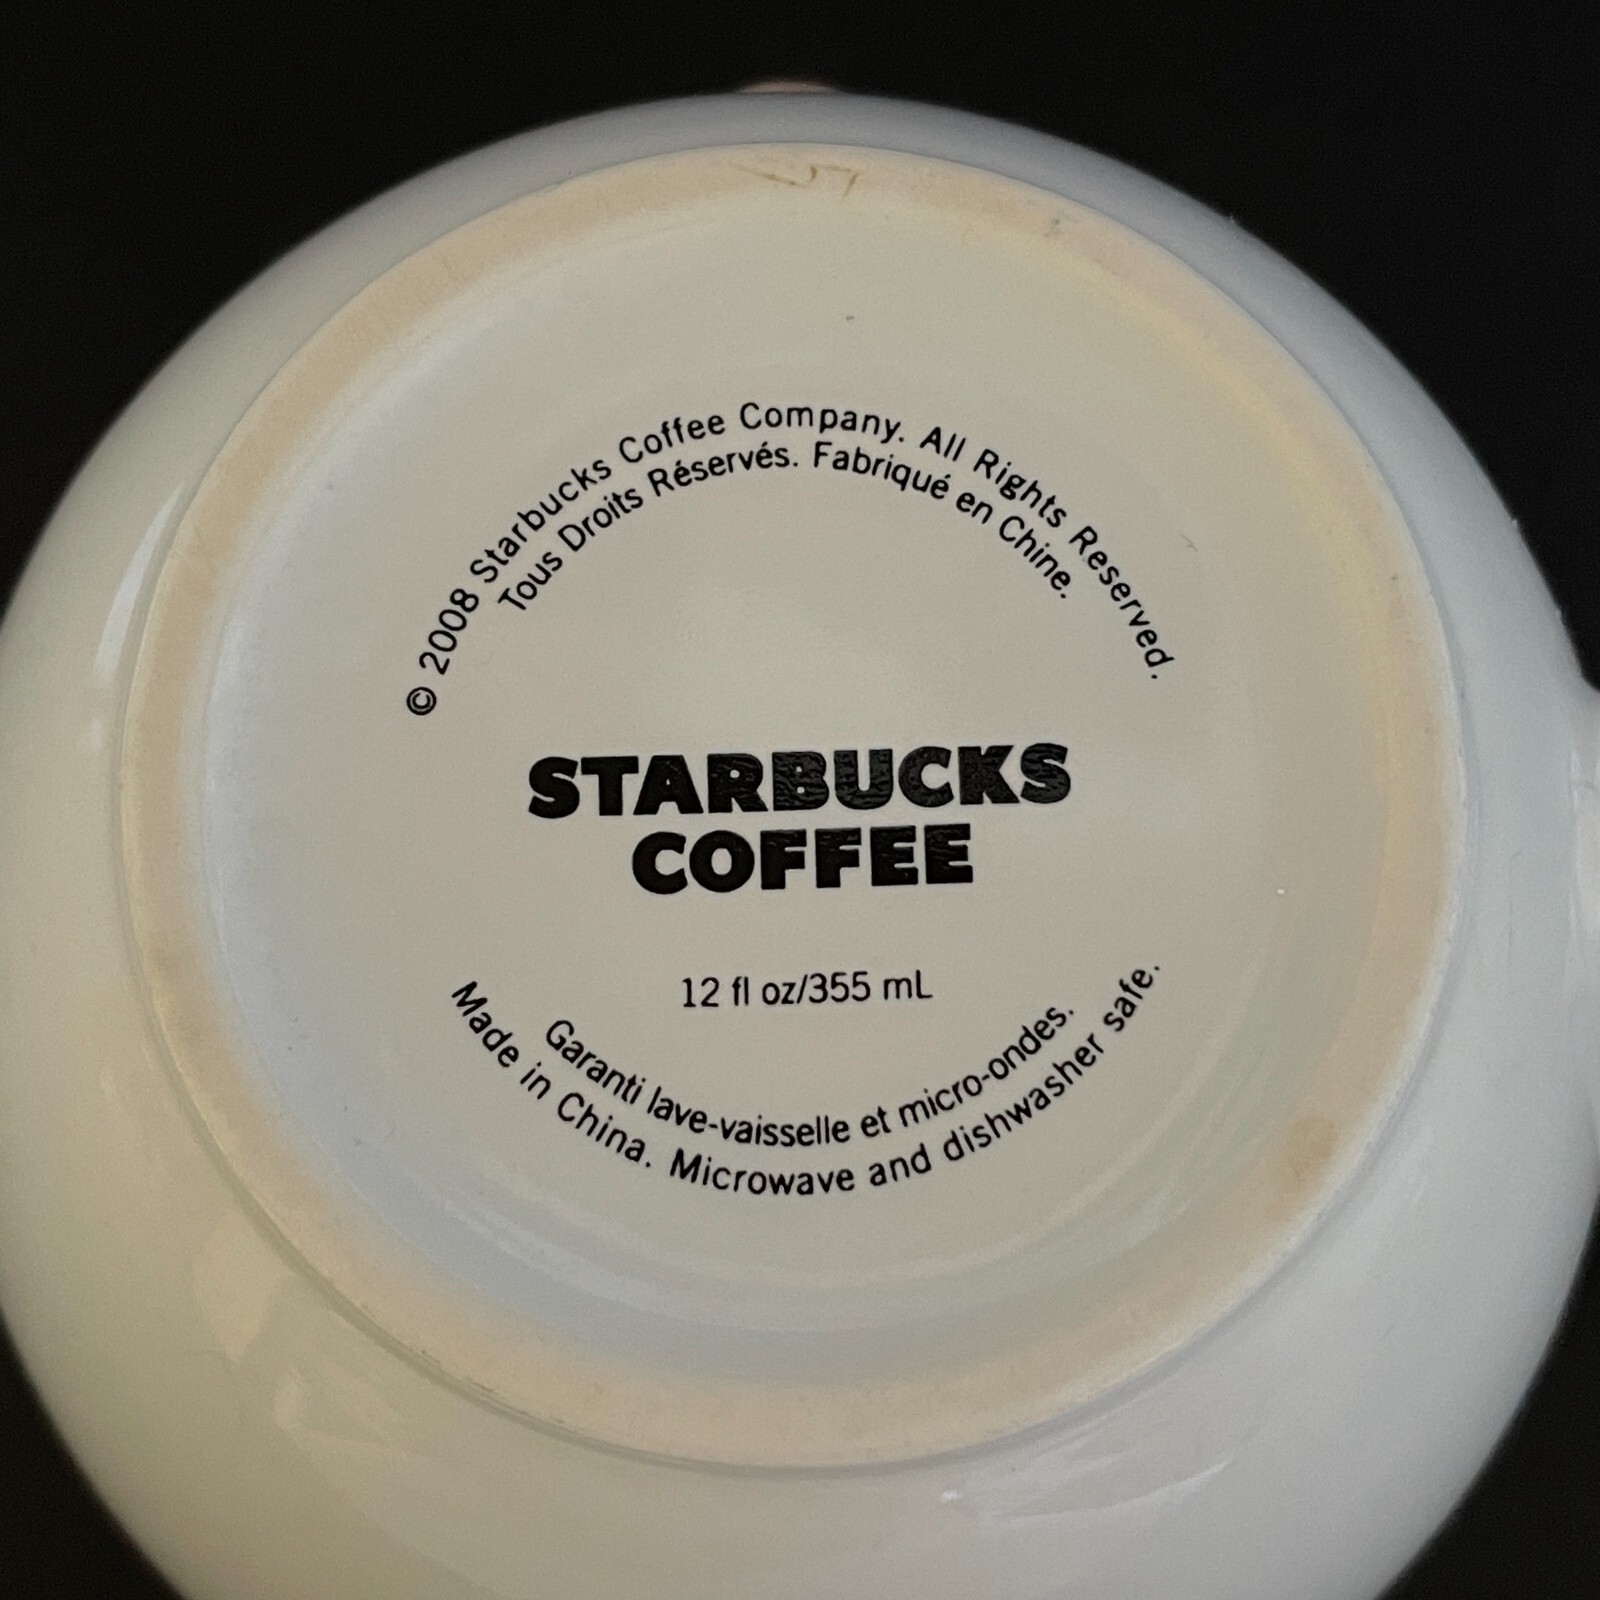 © 2008 Starbucks Coffee Company. All Rights Reserved.
Tous Droits Réservés. Fabriqué en Chine.
STARBUCKS
COFFEE
12 fl oz/355 mL
Garanti lave-vaisselle et micro-ondes.
Made in China. Microwave and dishwasher safe.